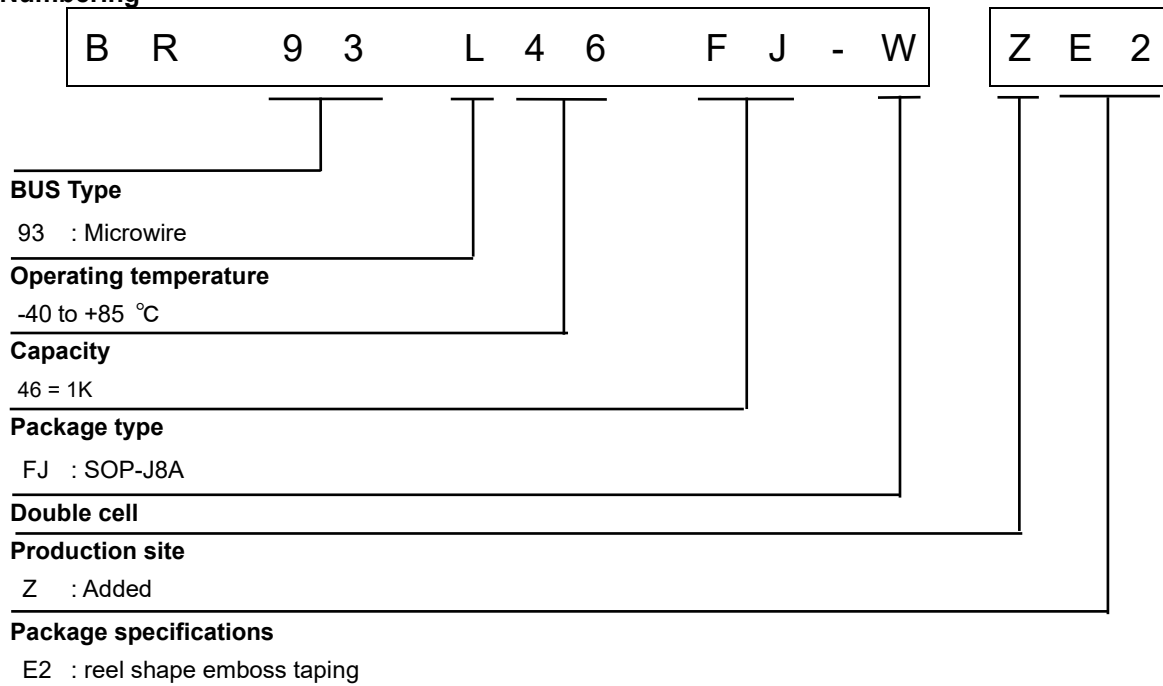 Numbering
B R 9 3 L 4 6 F J - W Z E 2
BUS Type
93 : Microwire
Operating temperature
-40 to +85 ℃
Capacity
46 = 1K
Package type
FJ : SOP-J8A
Double cell
Production site
Z : Added
Package specifications
E2 : reel shape emboss taping